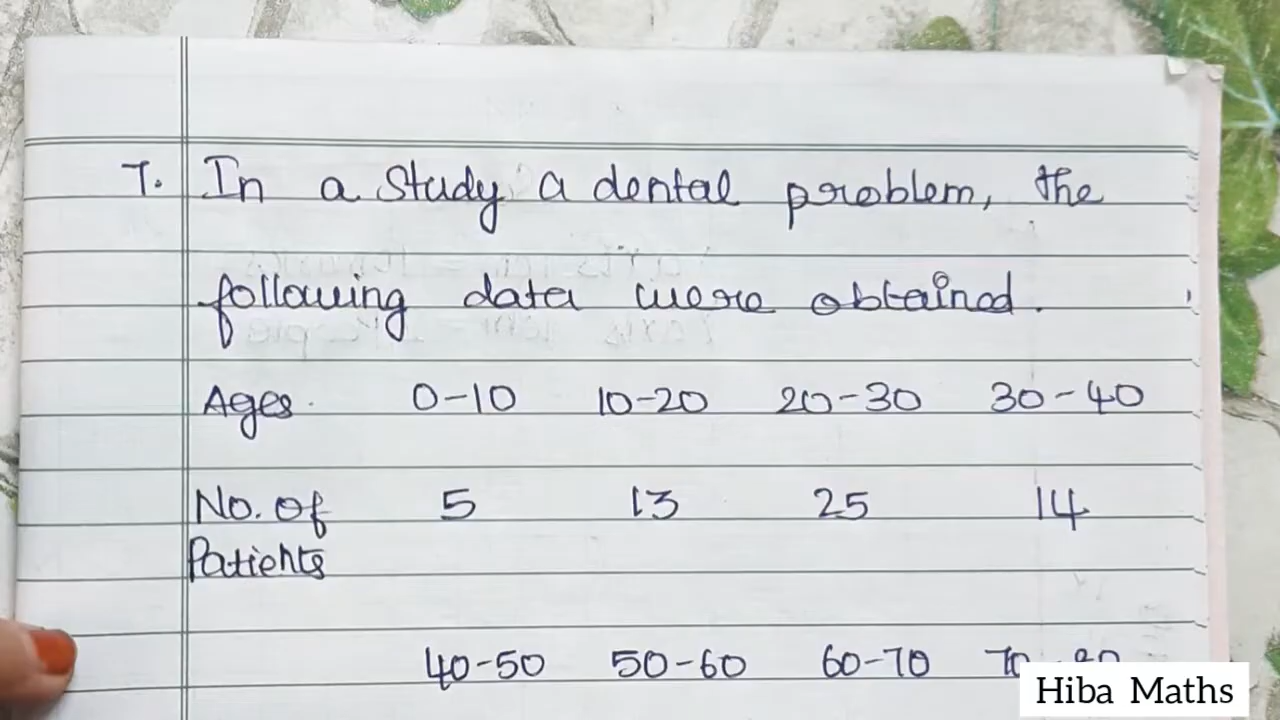 7. In a study a dental problem, the
following data were obtained.
Ages. 0-10 10-20 20-30 30-40
No. of 5 13 25 14
Patients
40-50 50-60 60-70
Hiba Maths